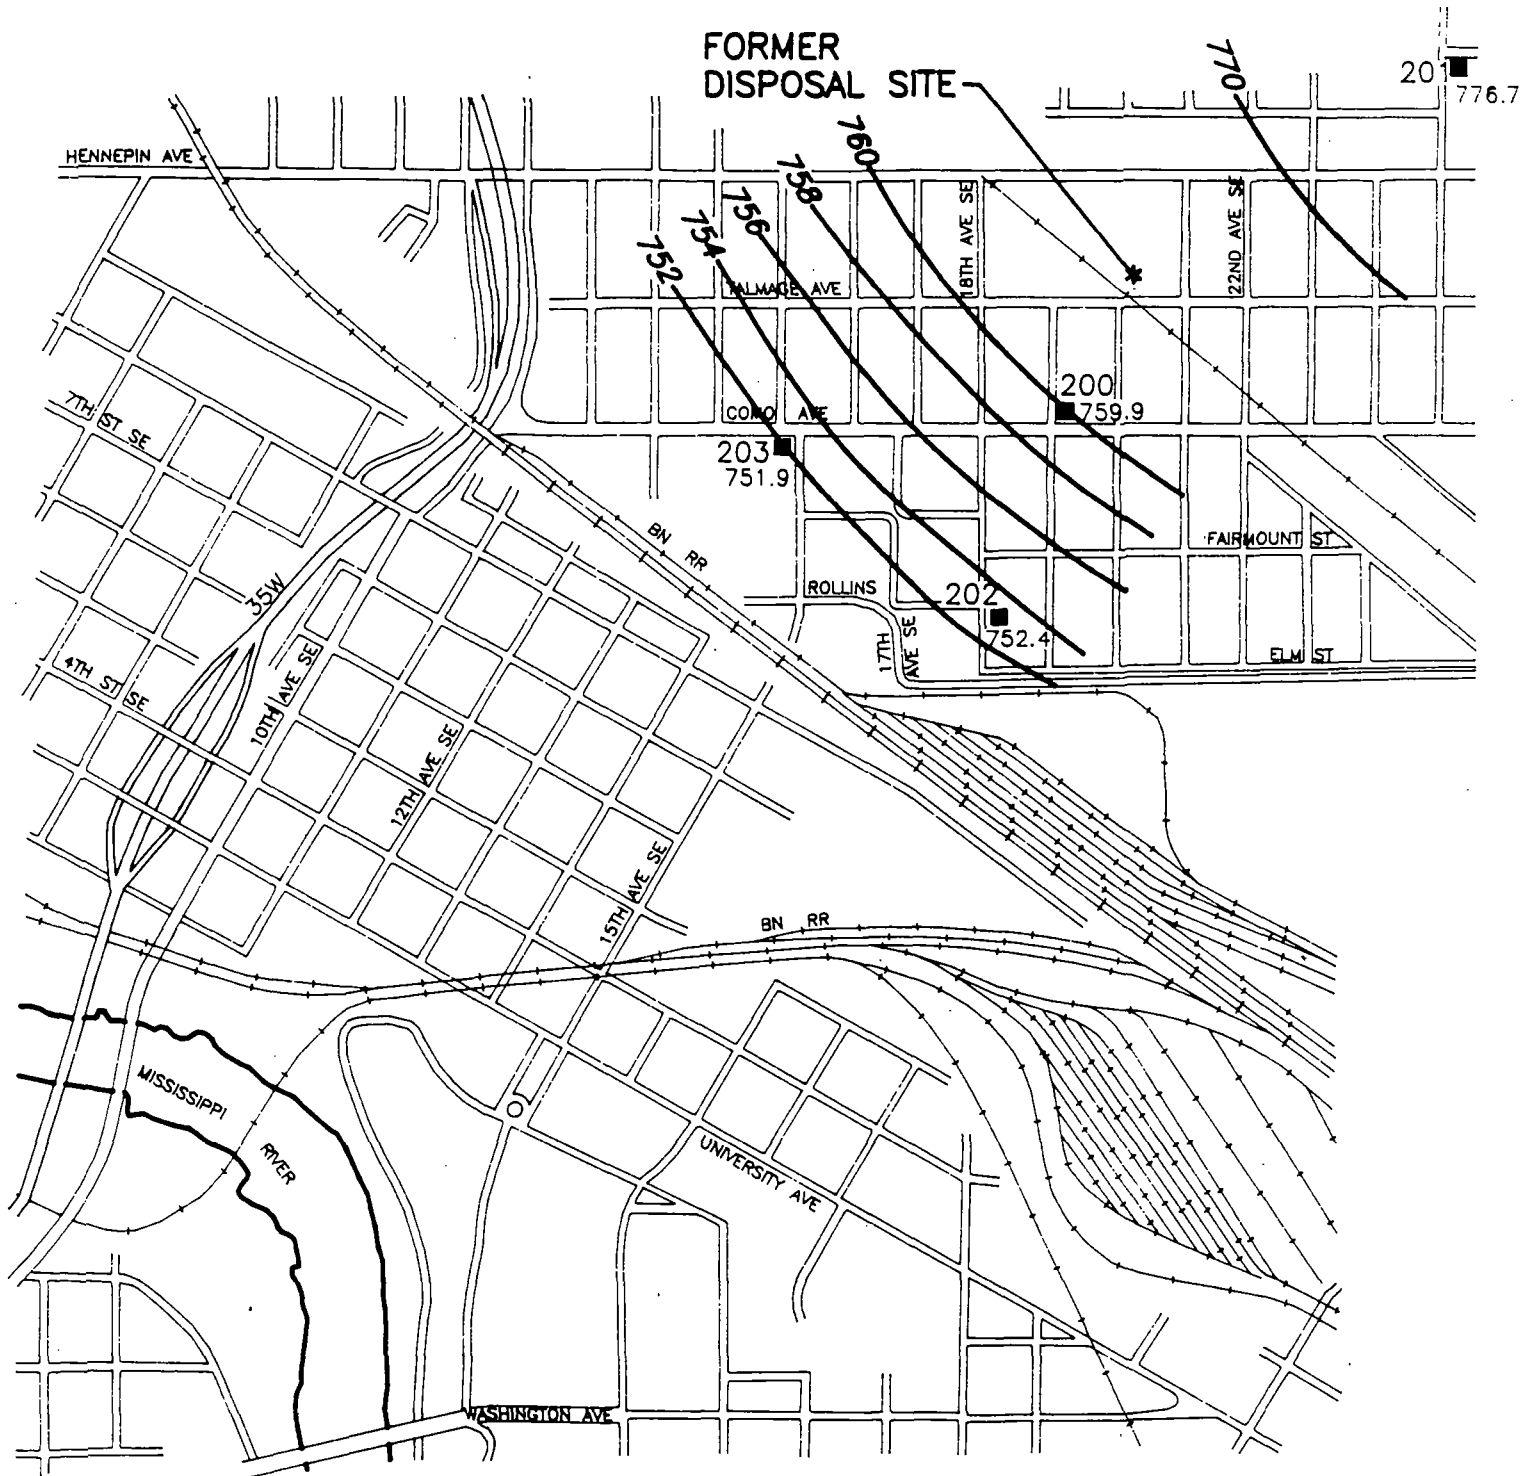 FORMER
DISPOSAL SITE
770
776.7
HENNEPIN AVE
760
758
756
754
752
18TH AVE SE
22ND AVE SE
TALMAGE AVE
200
759.9
COMO AVE
203
751.9
7TH ST SE
BN RR
FAIRMOUNT ST
35W
ROLLINS
202
752.4
17TH
AVE SE
ELM ST
4TH ST SE
10TH AVE SE
12TH AVE SE
15TH AVE SE
BN RR
MISSISSIPPI
RIVER
UNIVERSITY AVE
WASHINGTON AVE